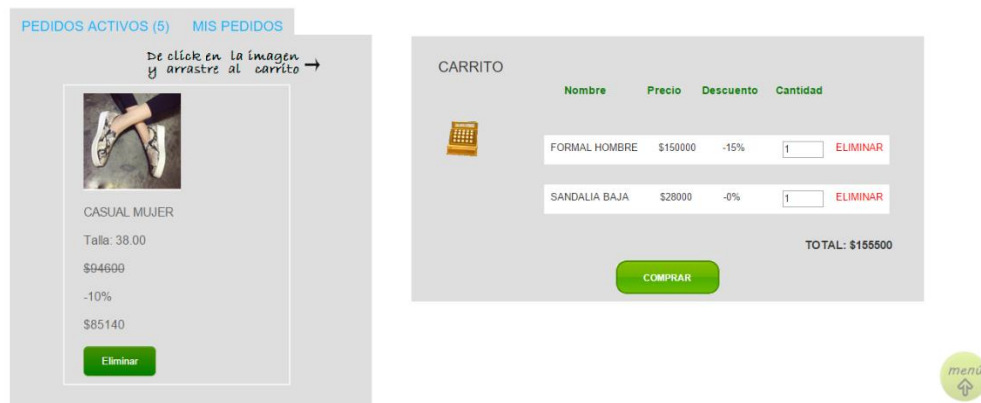 PEDIDOS ACTIVOS (5) MIS PEDIDOS
De click en la imagen
y arrastre al carrito
CASUAL MUJER
Talla: 38.00
$94600
-10%
$85140
Eliminar
CARRITO
Nombre Precio Descuento Cantidad
FORMAL HOMBRE $150000 -15% 1 ELIMINAR
SANDALIA BAJA $28000 -0% 1 ELIMINAR
TOTAL: $155500
COMPRAR
menú